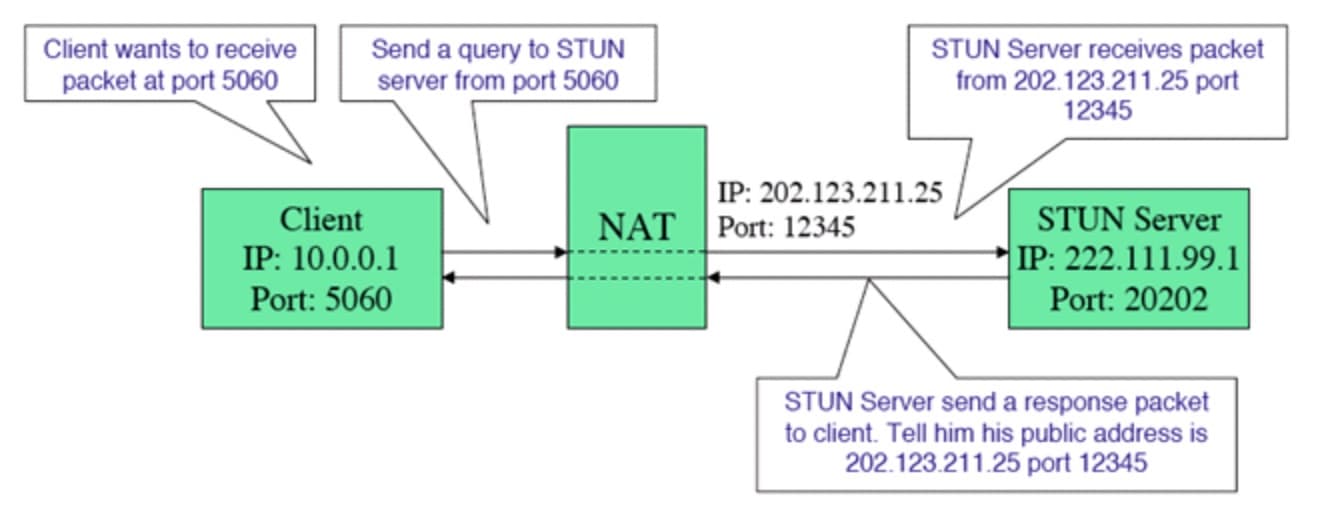 Client wants to receive
packet at port 5060
Send a query to STUN
server from port 5060
STUN Server receives packet
from 202.123.211.25 port
12345
Client
IP: 10.0.0.1
Port: 5060
NAT
IP: 202.123.211.25
Port: 12345
STUN Server
IP: 222.111.99.1
Port: 20202
STUN Server send a response packet
to client. Tell him his public address is
202.123.211.25 port 12345